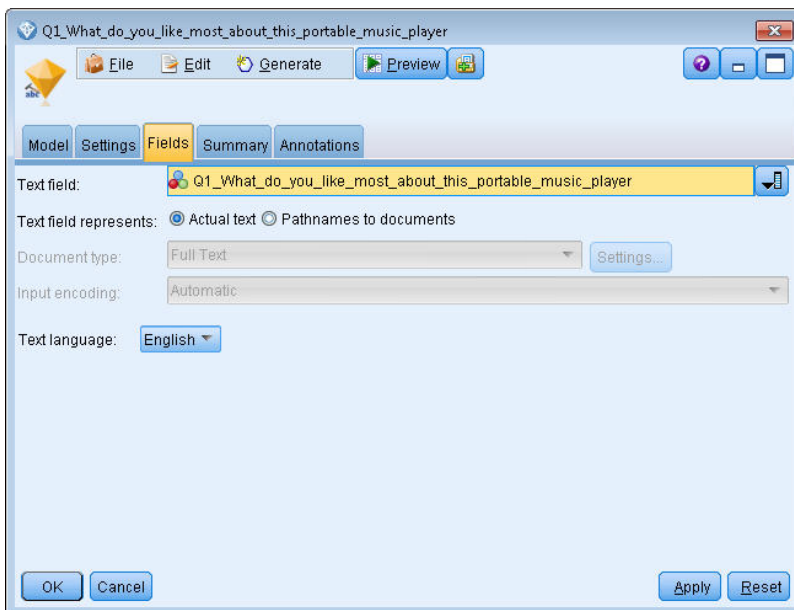 Q1_What_do_you_like_most_about_this_portable_music_player
File Edit Generate Preview
abc
Model Settings Fields Summary Annotations
Text field: Q1_What_do_you_like_most_about_this_portable_music_player
Text field represents: Actual text Pathnames to documents
Document type: Full Text Settings...
Input encoding: Automatic
Text language: English
OK Cancel Apply Reset